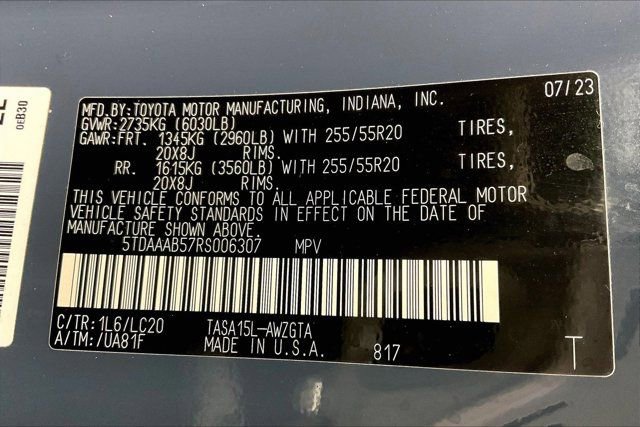 07/23
MFD.BY:TOYOTA MOTOR MANUFACTURING, INDIANA, INC.
GVWR:2735KG (6030LB)
GAWR:FRT. 1345KG (2960LB) WITH 255/55R20 TIRES,
20X8J RIMS.
RR. 1615KG (3560LB) WITH 255/55R20 TIRES,
20X8J RIMS.
THIS VEHICLE CONFORMS TO ALL APPLICABLE FEDERAL MOTOR
VEHICLE SAFETY STANDARDS IN EFFECT ON THE DATE OF
MANUFACTURE SHOWN ABOVE.
5TDAAAB57RS006307 MPV
C/TR:1L6/LC20 TASA15L-AWZGTA
A/TM:/UA81F MADE IN U.S.A. 817 T
0EB30